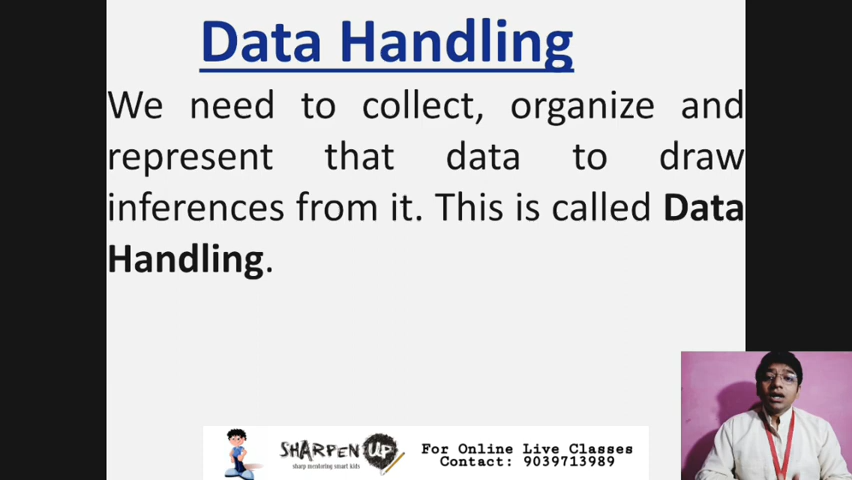 Data Handling
We need to collect, organize and
represent that data to draw
inferences from it. This is called Data
Handling.
SHARPEN UP
sharp mentoring smart kids
For Online Live Classes
Contact: 9039713989